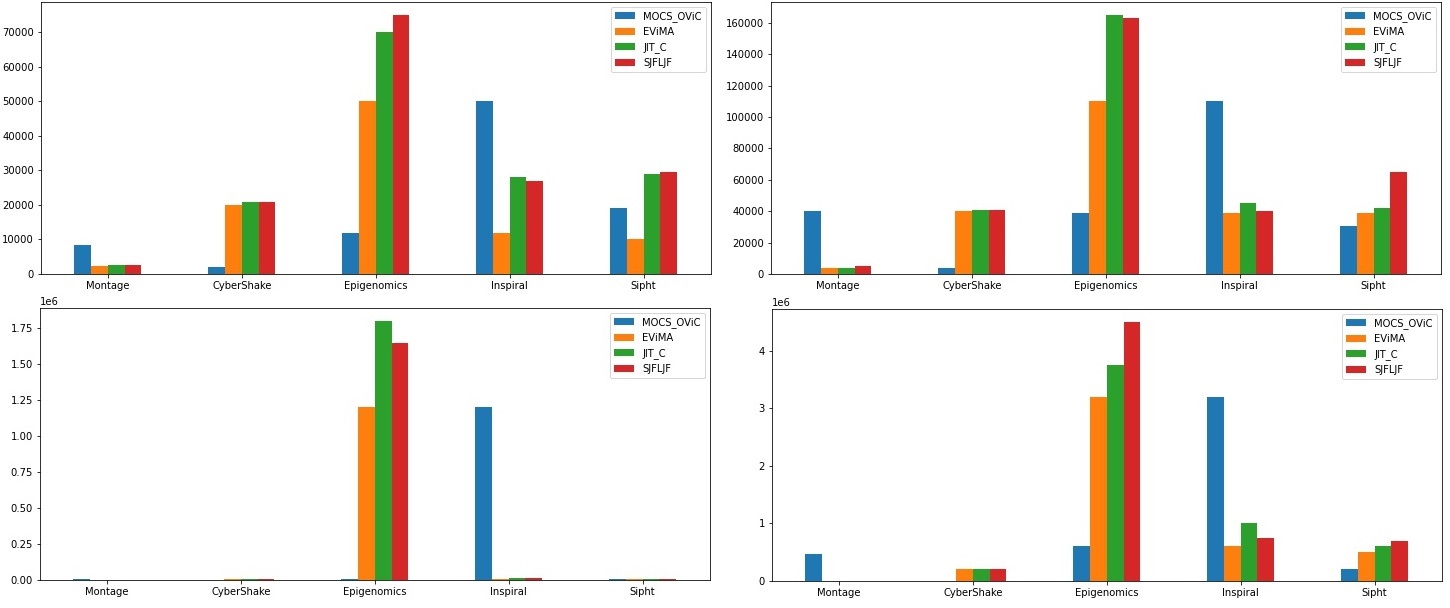 70000
60000
50000
40000
30000
20000
10000
0
Montage CyberShake Epigenomics Inspiral Sipht
MOCS_OViC
EViMA
JIT_C
SJFLJF
160000
140000
120000
100000
80000
60000
40000
20000
0
Montage CyberShake Epigenomics Inspiral Sipht
MOCS_OViC
EViMA
JIT_C
SJFLJF
1e6
1.75
1.50
1.25
1.00
0.75
0.50
0.25
0.00
Montage CyberShake Epigenomics Inspiral Sipht
MOCS_OViC
EViMA
JIT_C
SJFLJF
1e6
4
3
2
1
0
Montage CyberShake Epigenomics Inspiral Sipht
MOCS_OViC
EViMA
JIT_C
SJFLJF